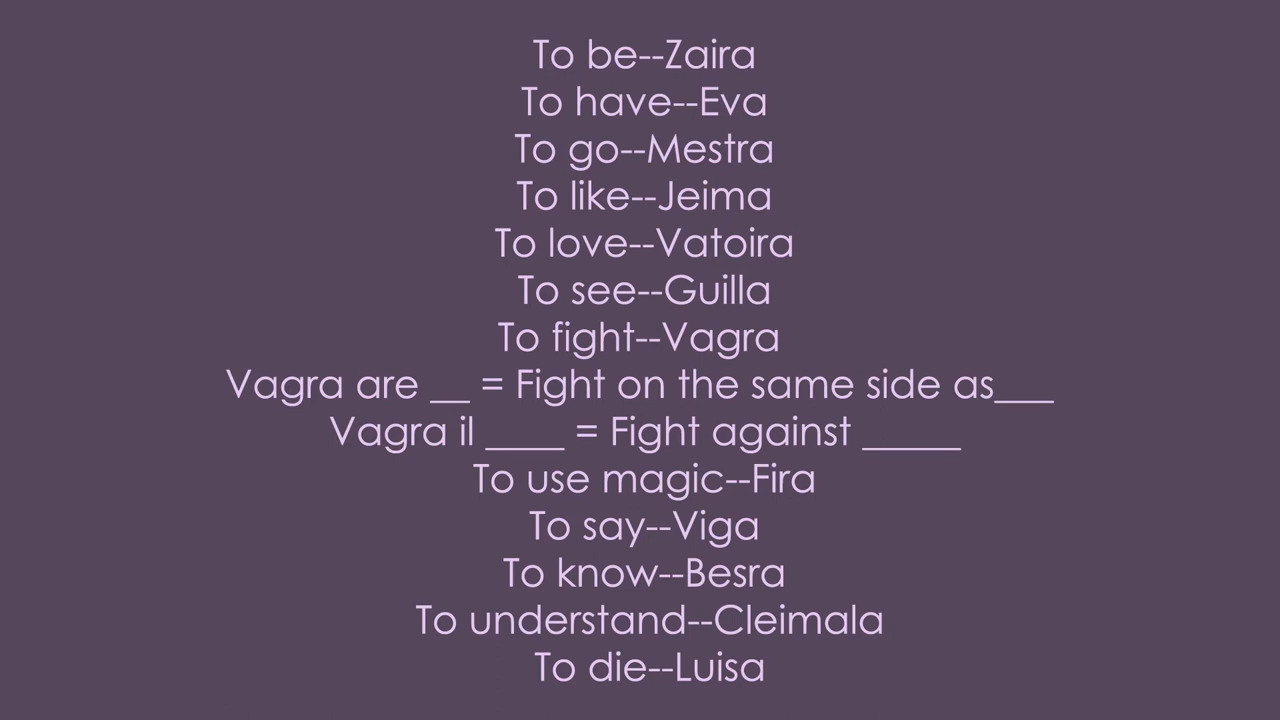 To be--Zaira
To have--Eva
To go--Mestra
To like--Jeima
To love--Vatoira
To see--Guilla
To fight--Vagra
Vagra are __ = Fight on the same side as___
Vagra il ____ = Fight against _____
To use magic--Fira
To say--Viga
To know--Besra
To understand--Cleimala
To die--Luisa